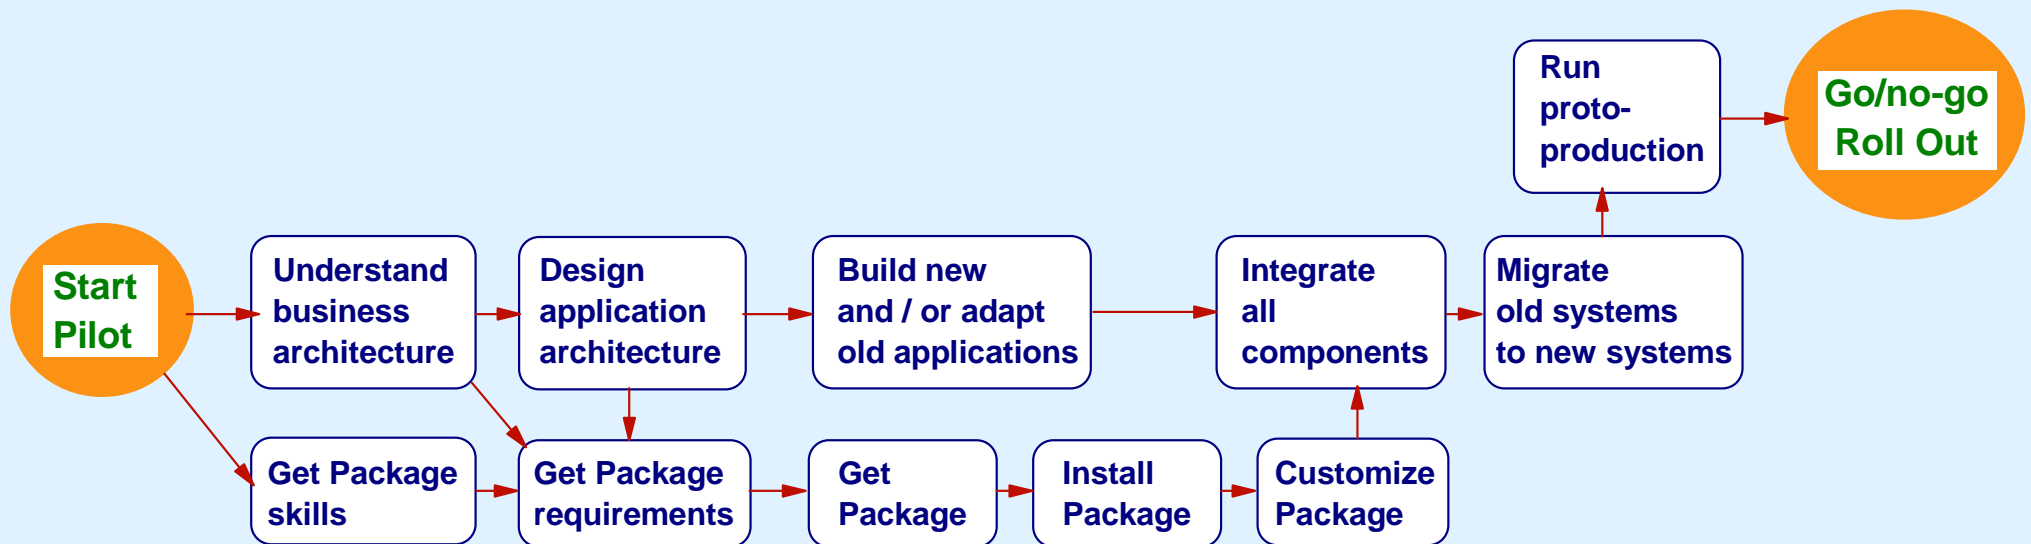 Run
proto-
production
Go/no-go
Roll Out
Start
Pilot
Understand
business
architecture
Design
application
architecture
Build new
and / or adapt
old applications
Integrate
all
components
Migrate
old systems
to new systems
Get Package
skills
Get Package
requirements
Get
Package
Install
Package
Customize
Package